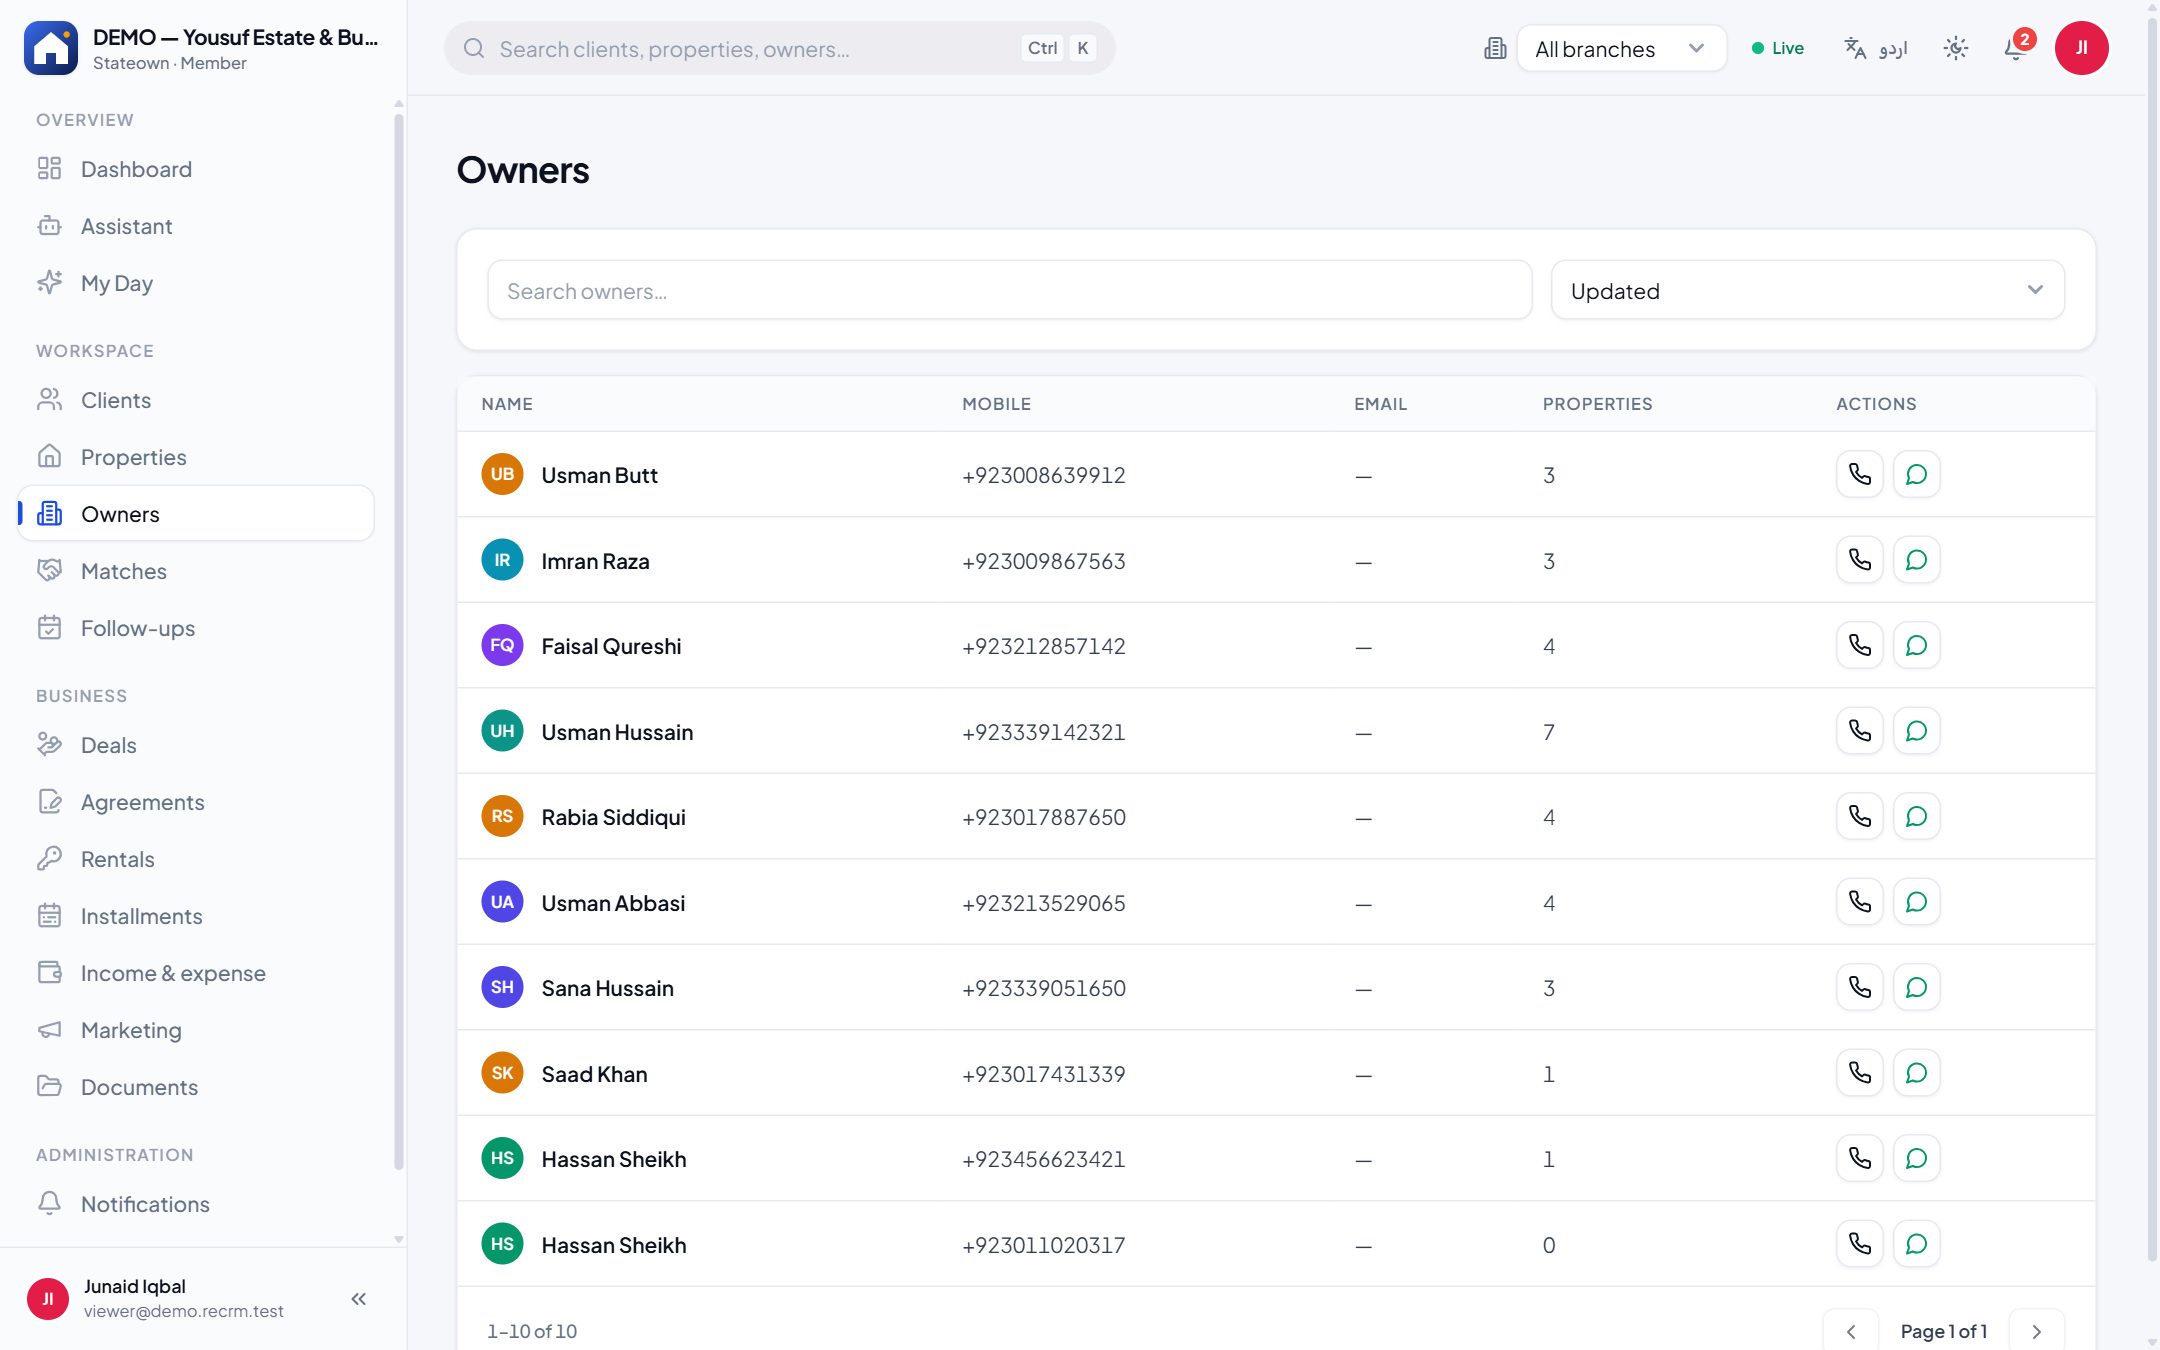 DEMO — Yousuf Estate & Bu...
Stateown · Member
OVERVIEW
Dashboard
Assistant
My Day
WORKSPACE
Clients
Properties
Owners
Matches
Follow-ups
BUSINESS
Deals
Agreements
Rentals
Installments
Income & expense
Marketing
Documents
ADMINISTRATION
Notifications
JI
Junaid Iqbal
viewer@demo.recrm.test
Search clients, properties, owners... Ctrl K
All branches
Live
اردو
2
JI
Owners
Search owners...
Updated
NAME MOBILE EMAIL PROPERTIES ACTIONS
UB Usman Butt +923008639912 — 3
IR Imran Raza +923009867563 — 3
FQ Faisal Qureshi +923212857142 — 4
UH Usman Hussain +923339142321 — 7
RS Rabia Siddiqui +923017887650 — 4
UA Usman Abbasi +923213529065 — 4
SH Sana Hussain +923339051650 — 3
SK Saad Khan +923017431339 — 1
HS Hassan Sheikh +923456623421 — 1
HS Hassan Sheikh +923011020317 — 0
1–10 of 10
Page 1 of 1